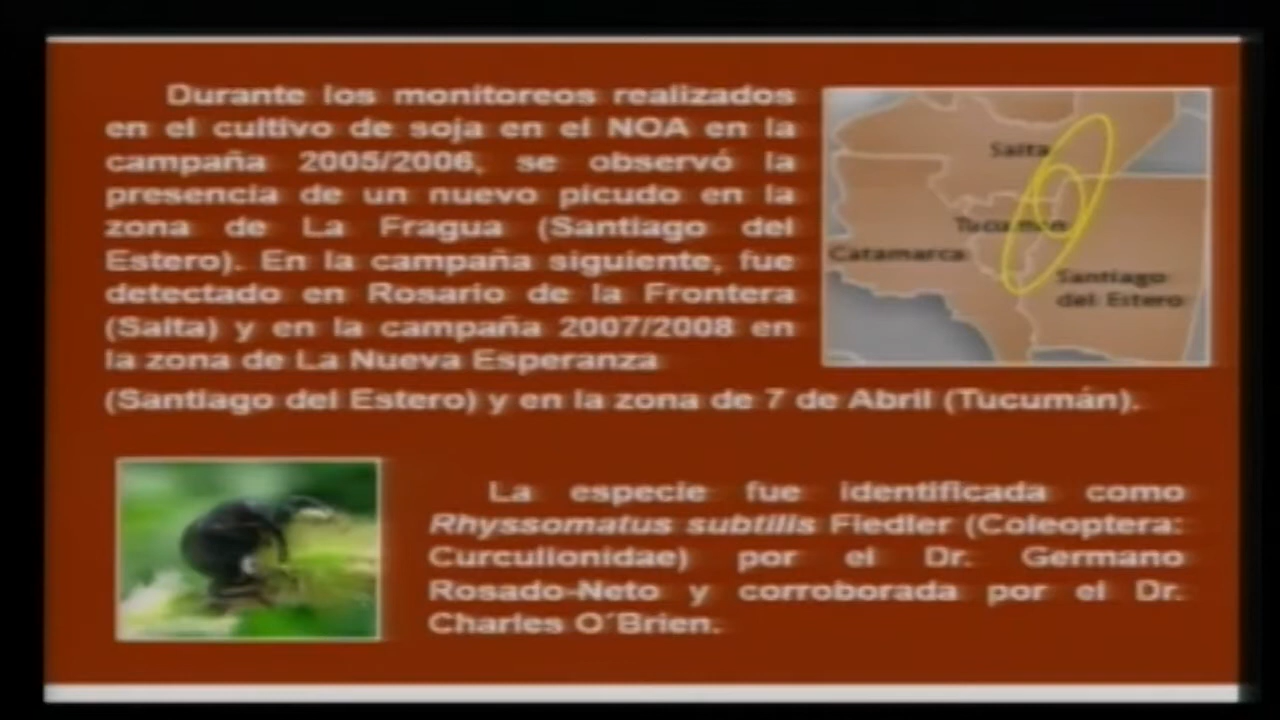 Durante los monitoreos realizados
en el cultivo de soja en el NOA en la
campaña 2005/2006, se observó la
presencia de un nuevo picudo en la
zona de La Fragua (Santiago del
Estero). En la campaña siguiente, fue
detectado en Rosario de la Frontera
(Salta) y en la campaña 2007/2008 en
la zona de La Nueva Esperanza
(Santiago del Estero) y en la zona de 7 de Abril (Tucumán).
Salta
Tucumán
Catamarca
Santiago
del Estero
La especie fue identificada como
Rhyssomatus subtilis Fiedler (Coleoptera:
Curculionidae) por el Dr. Germano
Rosado-Neto y corroborada por el Dr.
Charles O´Brien.